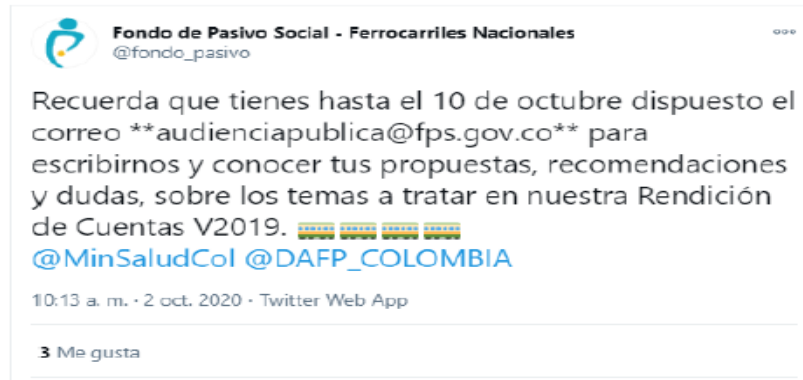 Fondo de Pasivo Social - Ferrocarriles Nacionales
@fondo_pasivo
Recuerda que tienes hasta el 10 de octubre dispuesto el
correo **audienciapublica@fps.gov.co** para
escribirnos y conocer tus propuestas, recomendaciones
y dudas, sobre los temas a tratar en nuestra Rendición
de Cuentas V2019. 🚃🚃🚃🚃
@MinSaludCol @DAFP_COLOMBIA
10:13 a. m. · 2 oct. 2020 · Twitter Web App
3 Me gusta